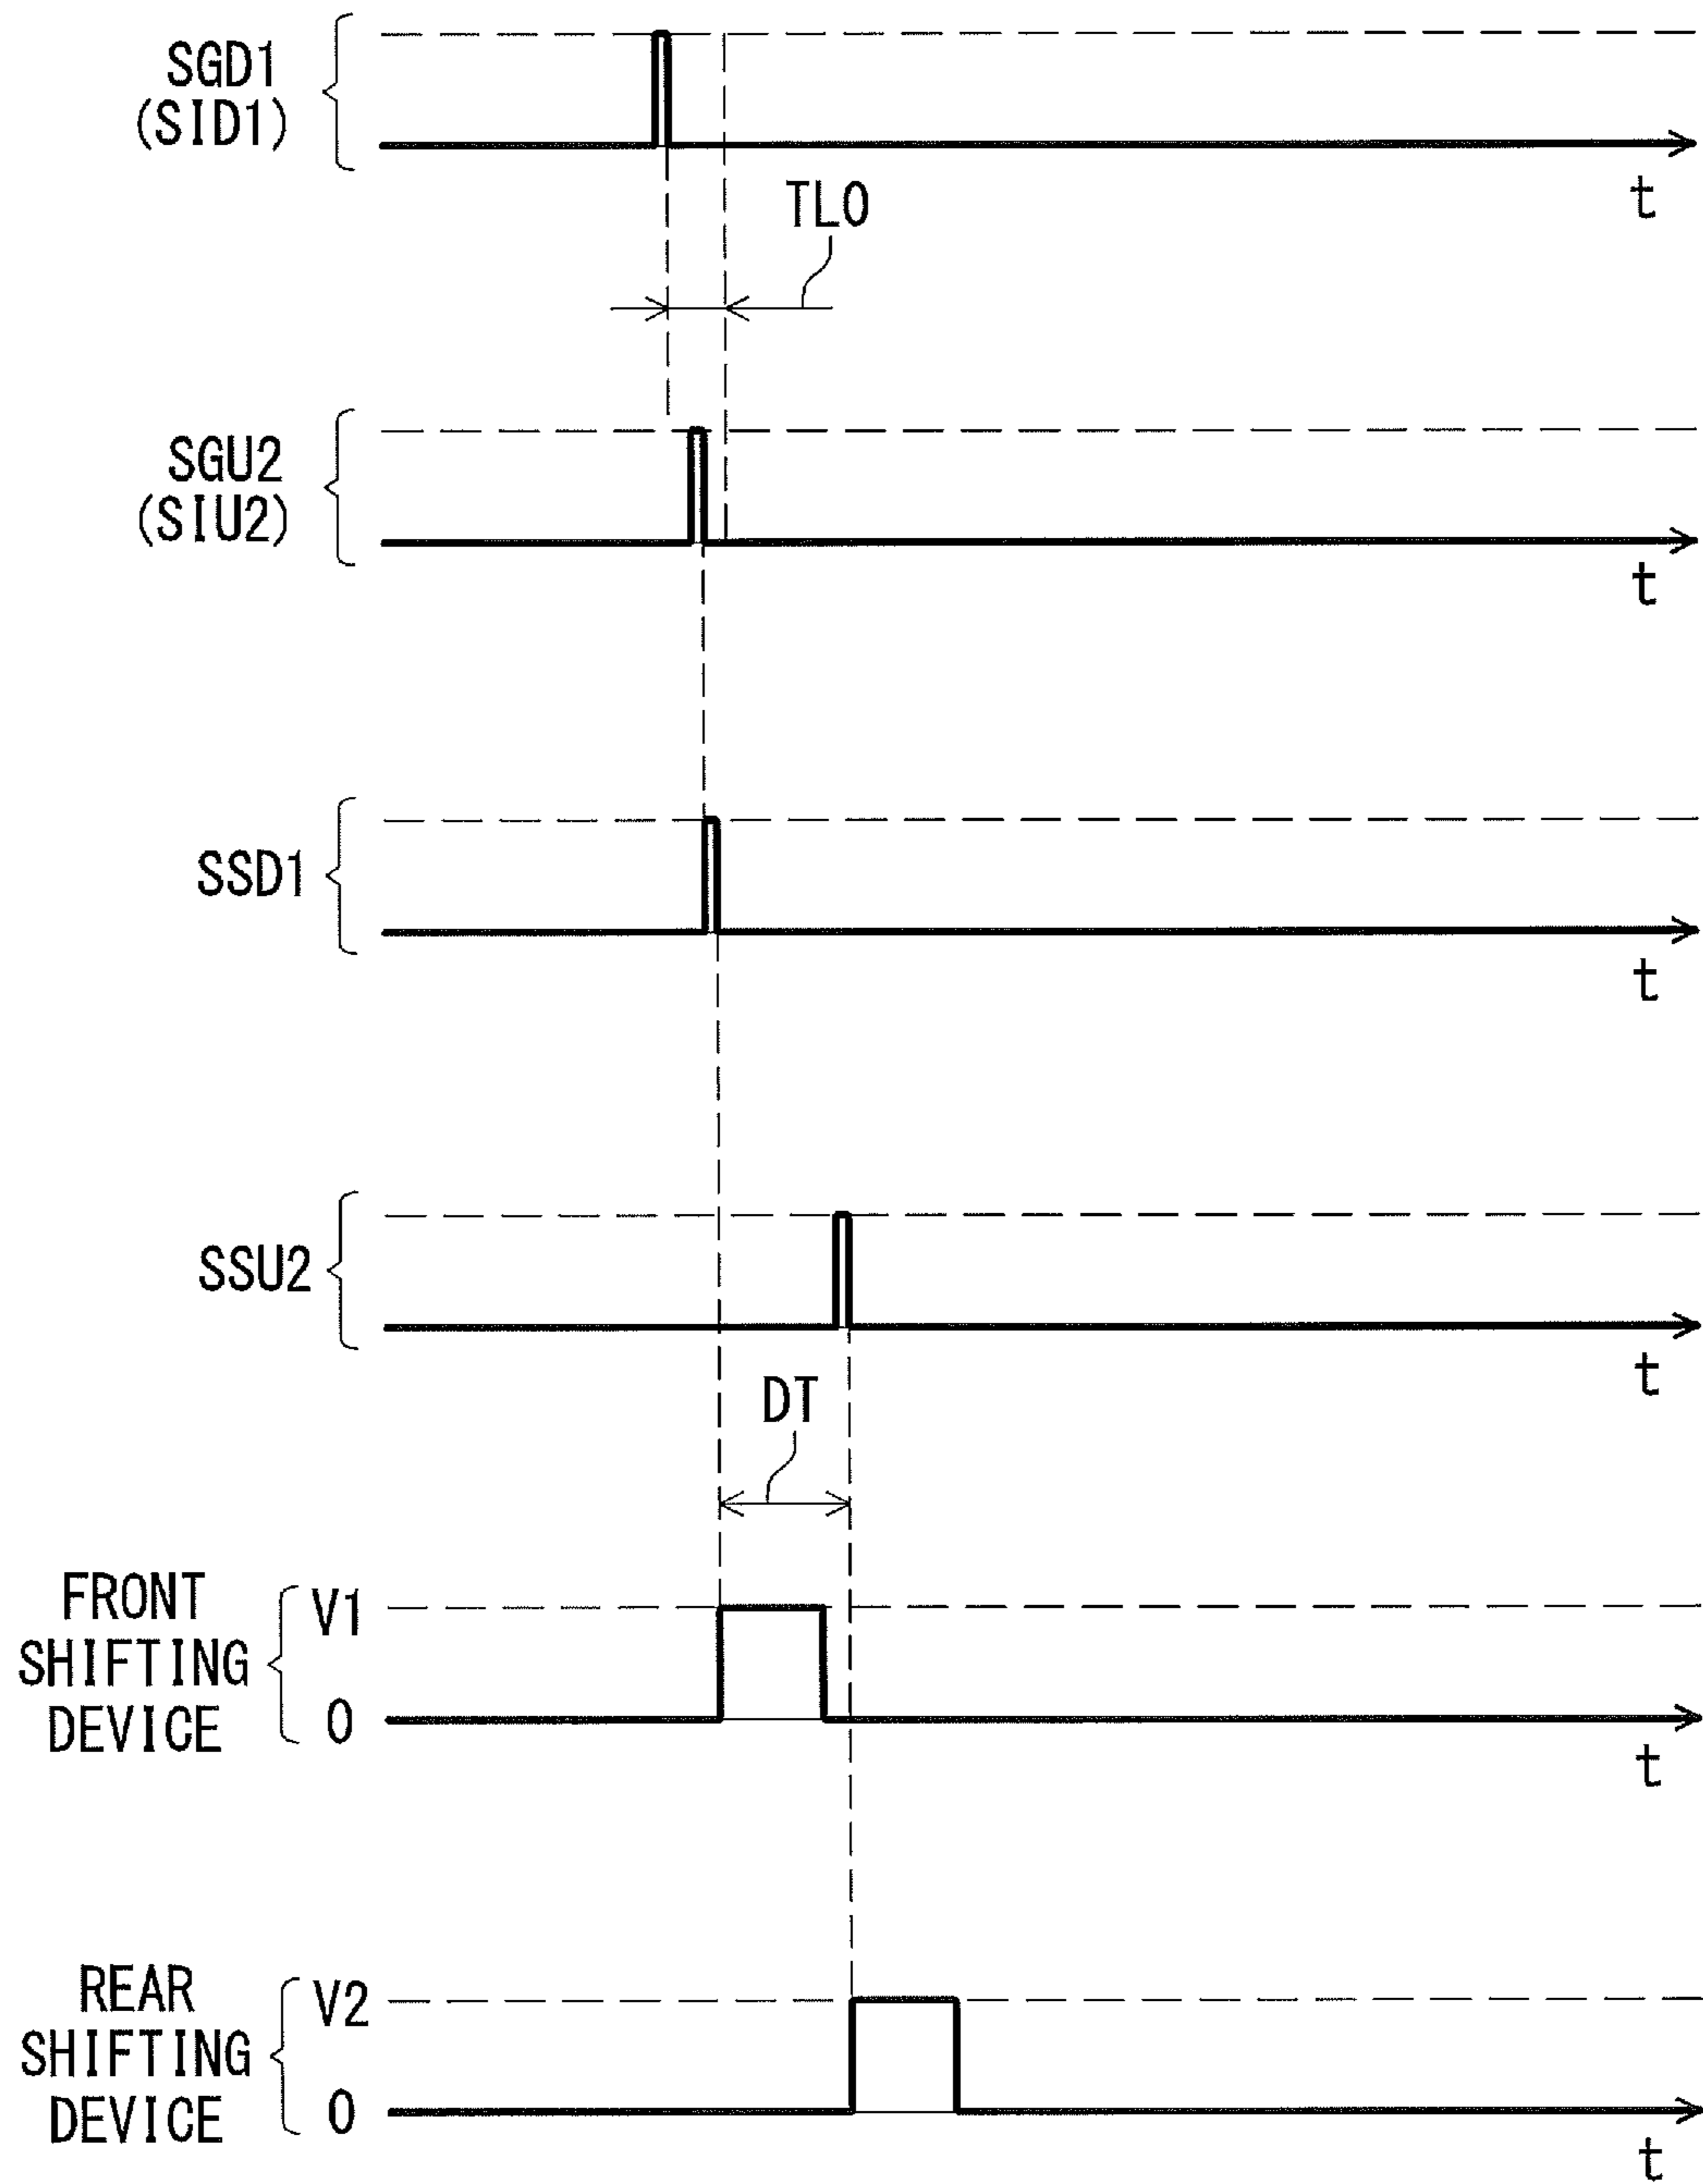 SGD1
(SID1)
t
TL0
SGU2
(SIU2)
t
SSD1
t
SSU2
t
DT
FRONT
SHIFTING
DEVICE
V1
0
t
REAR
SHIFTING
DEVICE
V2
0
t